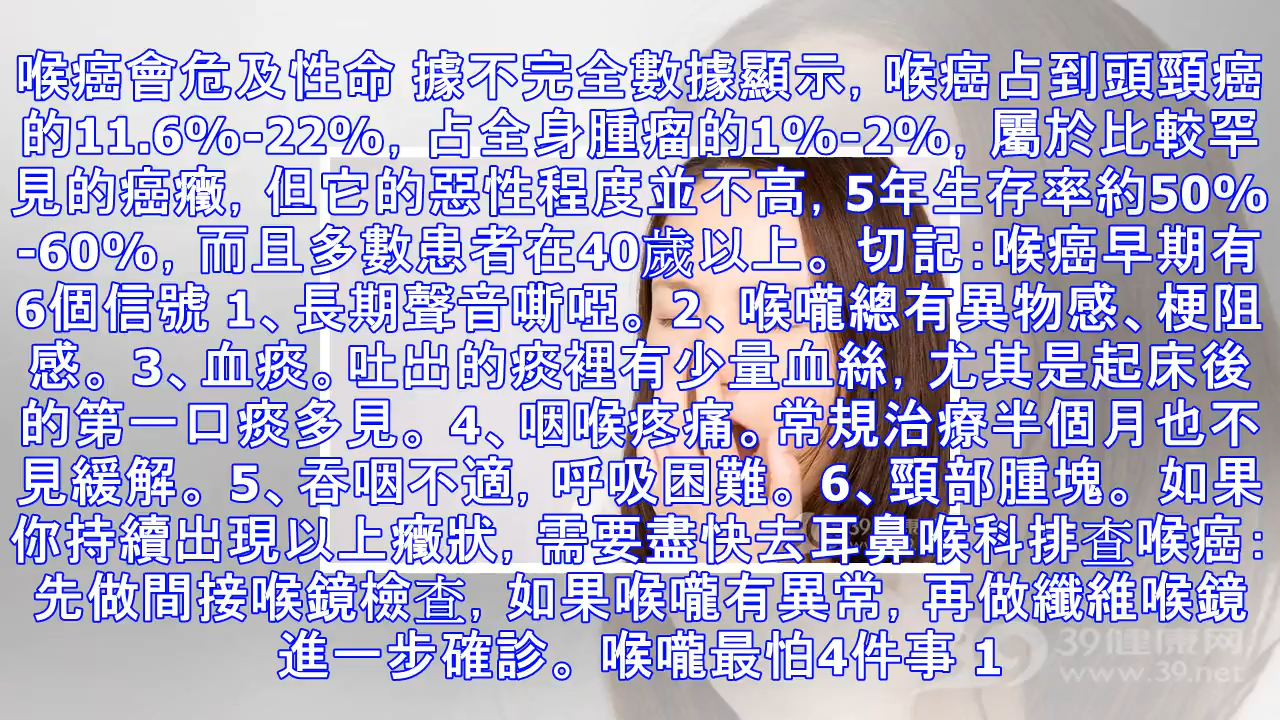 喉癌會危及性命 據不完全數據顯示, 喉癌占到頭頸癌
的11.6%-22%, 占全身腫瘤的1%-2%, 屬於比較罕
見的癌癥, 但它的惡性程度並不高, 5年生存率約50%
-60%, 而且多數患者在40歲以上。切記:喉癌早期有
6個信號 1、長期聲音嘶啞。2、喉嚨總有異物感、梗阻
感。3、血痰。吐出的痰裡有少量血絲, 尤其是起床後
的第一口痰多見。4、咽喉疼痛。常規治療半個月也不
見緩解。5、吞咽不適, 呼吸困難。6、頸部腫塊。如果
你持續出現以上癥狀, 需要盡快去耳鼻喉科排查喉癌:
先做間接喉鏡檢查, 如果喉嚨有異常, 再做纖維喉鏡
進一步確診。喉嚨最怕4件事 1
39健康网
www.39.net